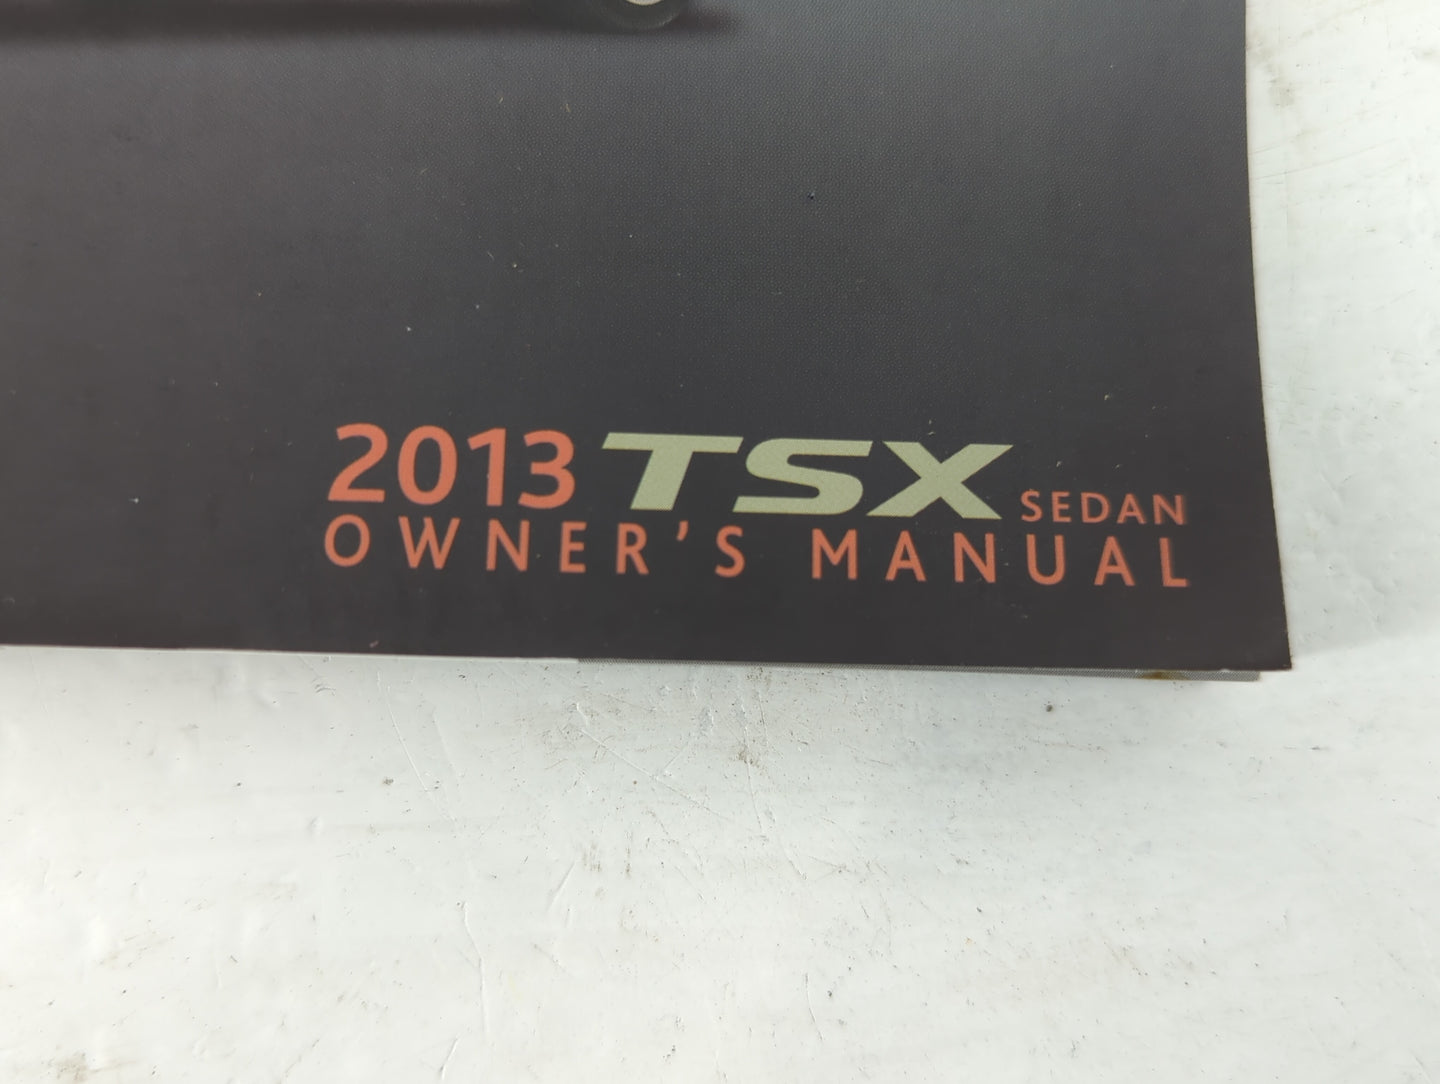 2013 TSX SEDAN
OWNER'S MANUAL